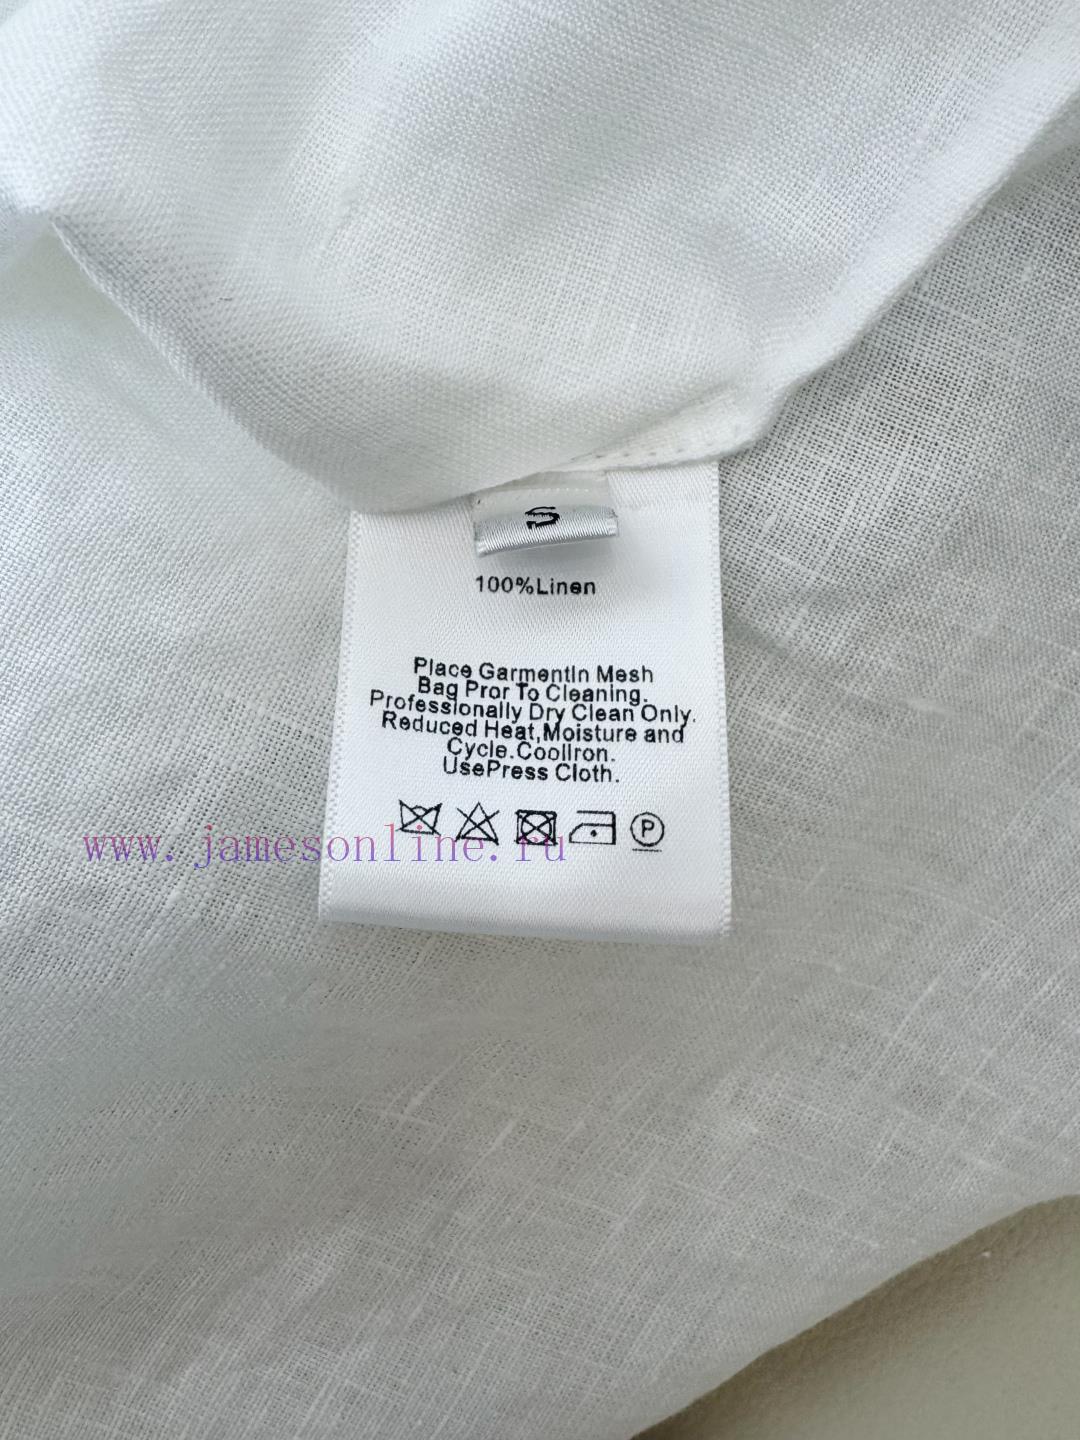 100%Linen
Place GarmentIn Mesh
Bag Pror To Cleaning.
Professionally Dry Clean Only.
Reduced Heat,Moisture and
Cycle.CoolIron.
UsePress Cloth.
P
www.jamesonline.ru